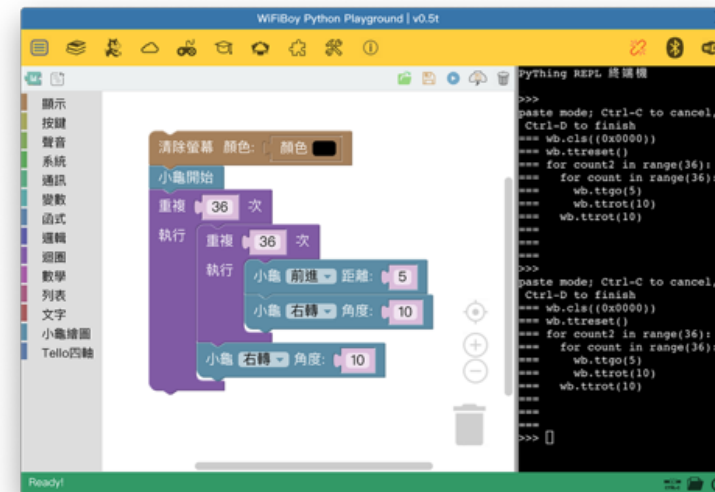 WiFiBoy Python Playground | v0.5t
顯示
按鍵
聲音
系統
通訊
變數
函式
邏輯
迴圈
數學
列表
文字
小龜繪圖
Tello四軸
清除螢幕 顏色: 顏色
小龜開始
重複 36 次
執行
重複 36 次
執行
小龜 前進 距離: 5
小龜 右轉 角度: 10
小龜 右轉 角度: 10
PyThing REPL 終端機
>>>
paste mode; Ctrl-C to cancel,
Ctrl-D to finish
=== wb.cls((0x0000))
=== wb.ttreset()
=== for count2 in range(36):
===   for count in range(36):
===     wb.ttgo(5)
===     wb.ttrot(10)
===   wb.ttrot(10)
===
===
===
>>>
paste mode; Ctrl-C to cancel,
Ctrl-D to finish
=== wb.cls((0x0000))
=== wb.ttreset()
=== for count2 in range(36):
===   for count in range(36):
===     wb.ttgo(5)
===     wb.ttrot(10)
===   wb.ttrot(10)
===
===
===
>>>
Ready!